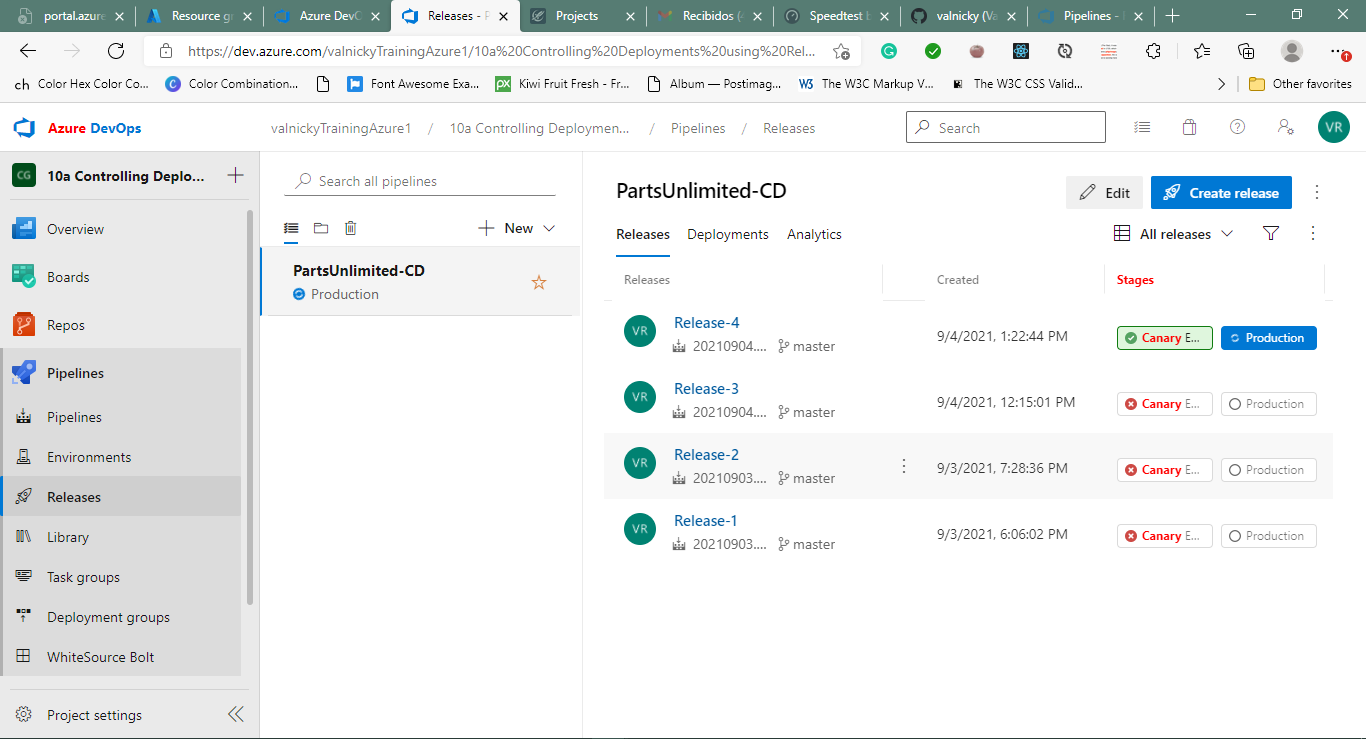 portal.azure
Resource g
Azure DevO
Releases - P
Projects
Recibidos (4
Speedtest b
valnicky (Va
Pipelines -
https://dev.azure.com/valnickyTrainingAzure1/10a%20Controlling%20Deployments%20using%20Rel...
ch Color Hex Color Co...
C Color Combination...
Font Awesome Exa...
px Kiwi Fruit Fresh - Fr...
Album — Postimag...
W3 The W3C Markup V...
The W3C CSS Valid...
Other favorites
Azure DevOps
valnickyTrainingAzure1 / 10a Controlling Deploymen... / Pipelines / Releases
Search
VR
CG 10a Controlling Deplo...
Overview
Boards
Repos
Pipelines
Pipelines
Environments
Releases
Library
Task groups
Deployment groups
WhiteSource Bolt
Project settings
Search all pipelines
New
PartsUnlimited-CD
Production
PartsUnlimited-CD
Edit
Create release
Releases Deployments Analytics
All releases
Releases Created Stages
VR Release-4
20210904.... master
9/4/2021, 1:22:44 PM
Canary E... Production
VR Release-3
20210904.... master
9/4/2021, 12:15:01 PM
Canary E... Production
VR Release-2
20210903.... master
9/3/2021, 7:28:36 PM
Canary E... Production
VR Release-1
20210903.... master
9/3/2021, 6:06:02 PM
Canary E... Production